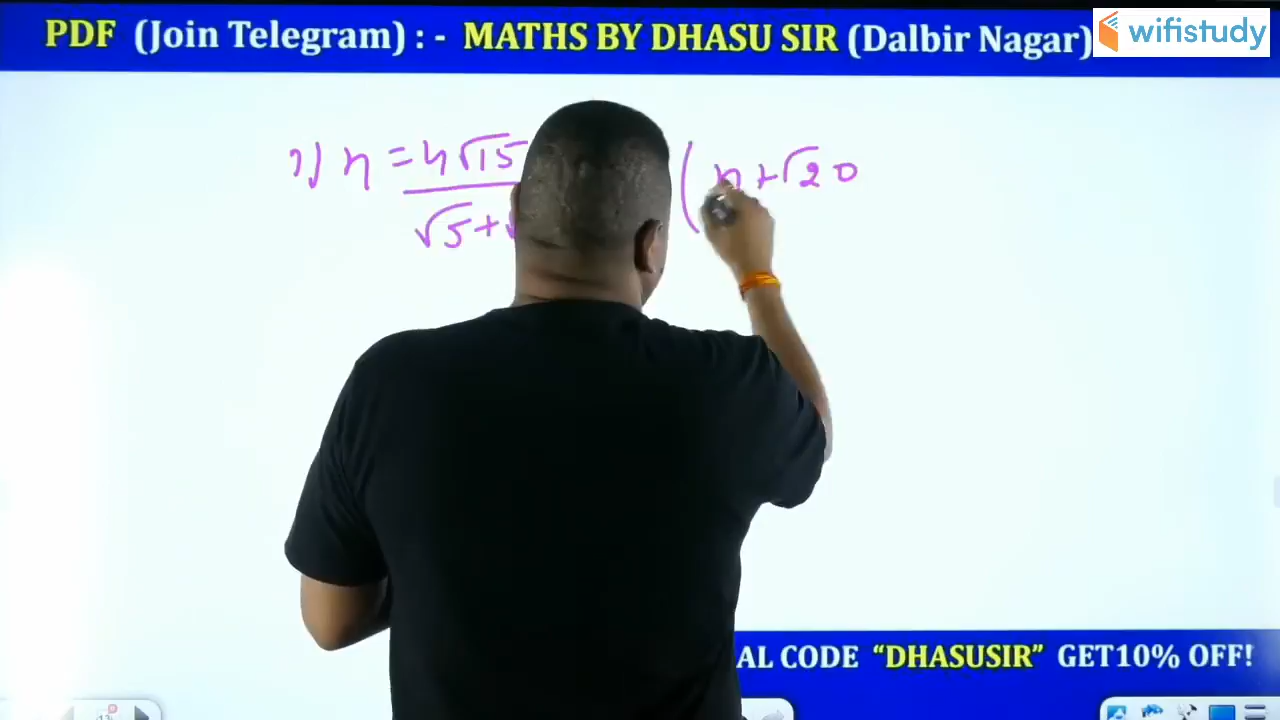 PDF (Join Telegram) : - MATHS BY DHASU SIR (Dalbir Nagar)
wifistudy
1) x = 4√15
√5+√
(x+√20
AL CODE "DHASUSIR" GET10% OFF!